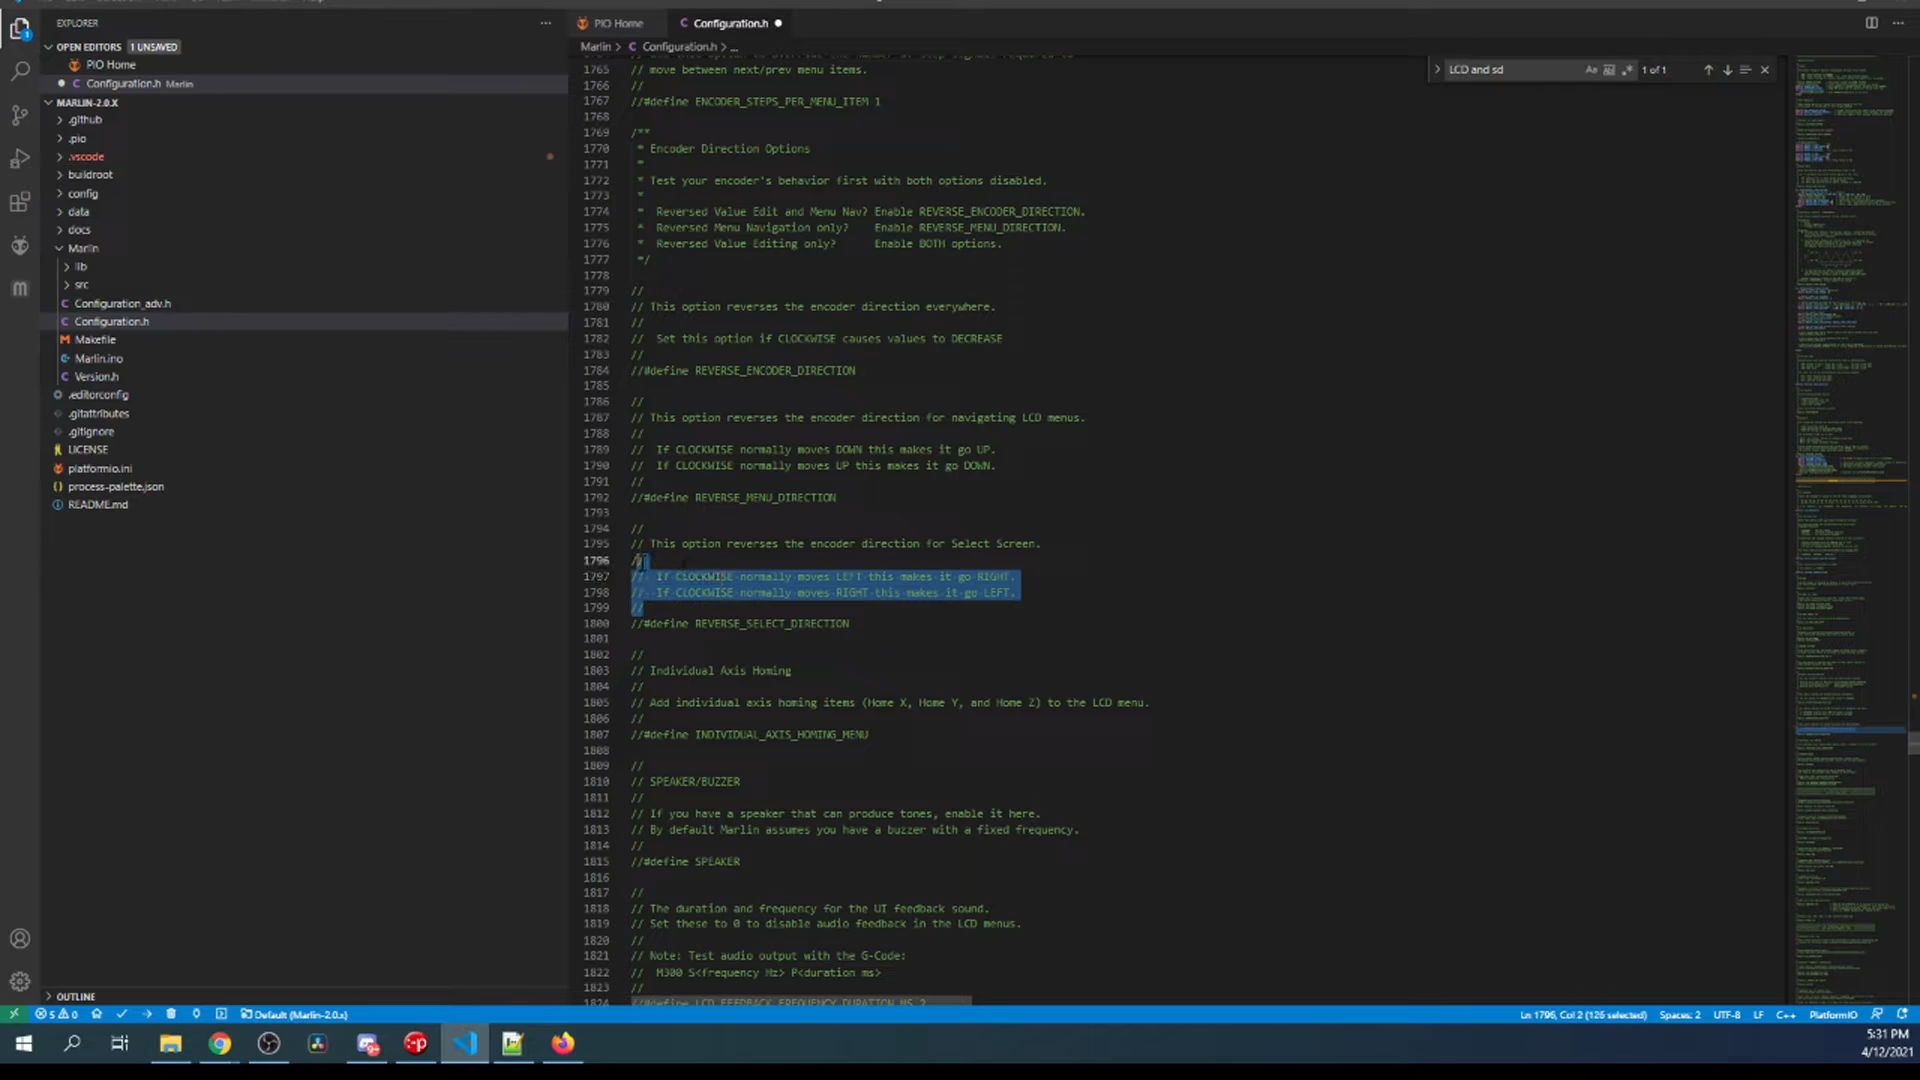 EXPLORER
OPEN EDITORS 1 UNSAVED
PIO Home
Configuration.h Marlin
MARLIN-2.0.X
.github
.pio
.vscode
buildroot
config
data
docs
Marlin
lib
src
Configuration_adv.h
Configuration.h
Makefile
Marlin.ino
Version.h
.editorconfig
.gitattributes
.gitignore
LICENSE
platformio.ini
process-palette.json
README.md
OUTLINE
PIO Home
Configuration.h
Marlin > Configuration.h > ...
LCD and sd Aa 1 of 1
1765 // move between next/prev menu items.
1766 //
1767 //#define ENCODER_STEPS_PER_MENU_ITEM 1
1768
1769 /**
1770 * Encoder Direction Options
1771 *
1772 * Test your encoder's behavior first with both options disabled.
1773 *
1774 * Reversed Value Edit and Menu Nav? Enable REVERSE_ENCODER_DIRECTION.
1775 * Reversed Menu Navigation only? Enable REVERSE_MENU_DIRECTION.
1776 * Reversed Value Editing only? Enable BOTH options.
1777 */
1778
1779 //
1780 // This option reverses the encoder direction everywhere.
1781 //
1782 // Set this option if CLOCKWISE causes values to DECREASE
1783 //
1784 //#define REVERSE_ENCODER_DIRECTION
1785
1786 //
1787 // This option reverses the encoder direction for navigating LCD menus.
1788 //
1789 // If CLOCKWISE normally moves DOWN this makes it go UP.
1790 // If CLOCKWISE normally moves UP this makes it go DOWN.
1791 //
1792 //#define REVERSE_MENU_DIRECTION
1793
1794 //
1795 // This option reverses the encoder direction for Select Screen.
1796 //
1797 // If CLOCKWISE normally moves LEFT this makes it go RIGHT.
1798 // If CLOCKWISE normally moves RIGHT this makes it go LEFT.
1799 //
1800 //#define REVERSE_SELECT_DIRECTION
1801
1802 //
1803 // Individual Axis Homing
1804 //
1805 // Add individual axis homing items (Home X, Home Y, and Home Z) to the LCD menu.
1806 //
1807 //#define INDIVIDUAL_AXIS_HOMING_MENU
1808
1809 //
1810 // SPEAKER/BUZZER
1811 //
1812 // If you have a speaker that can produce tones, enable it here.
1813 // By default Marlin assumes you have a buzzer with a fixed frequency.
1814 //
1815 //#define SPEAKER
1816
1817 //
1818 // The duration and frequency for the UI feedback sound.
1819 // Set these to 0 to disable audio feedback in the LCD menus.
1820 //
1821 // Note: Test audio output with the G-Code:
1822 // M300 S<frequency Hz> P<duration ms>
1823 //
1824 //#define LCD_FEEDBACK_FREQUENCY_DURATION_MS 2
5 0 Default (Marlin-2.0.x) Ln 1796, Col 2 (126 selected) Spaces: 2 UTF-8 LF C++ PlatformIO
5:31 PM
4/12/2021